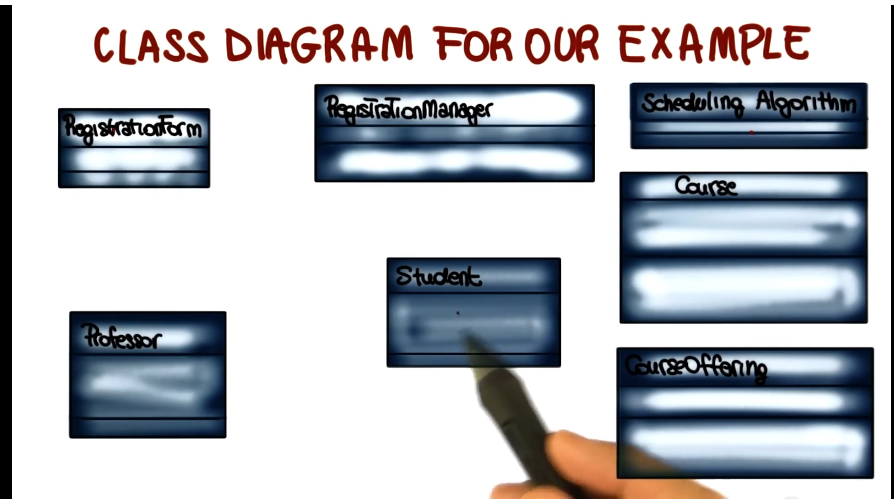 CLASS DIAGRAM FOR OUR EXAMPLE
RegistrationForm
RegistrationManager
Scheduling Algorithm
Course
Student
Professor
CourseOffering